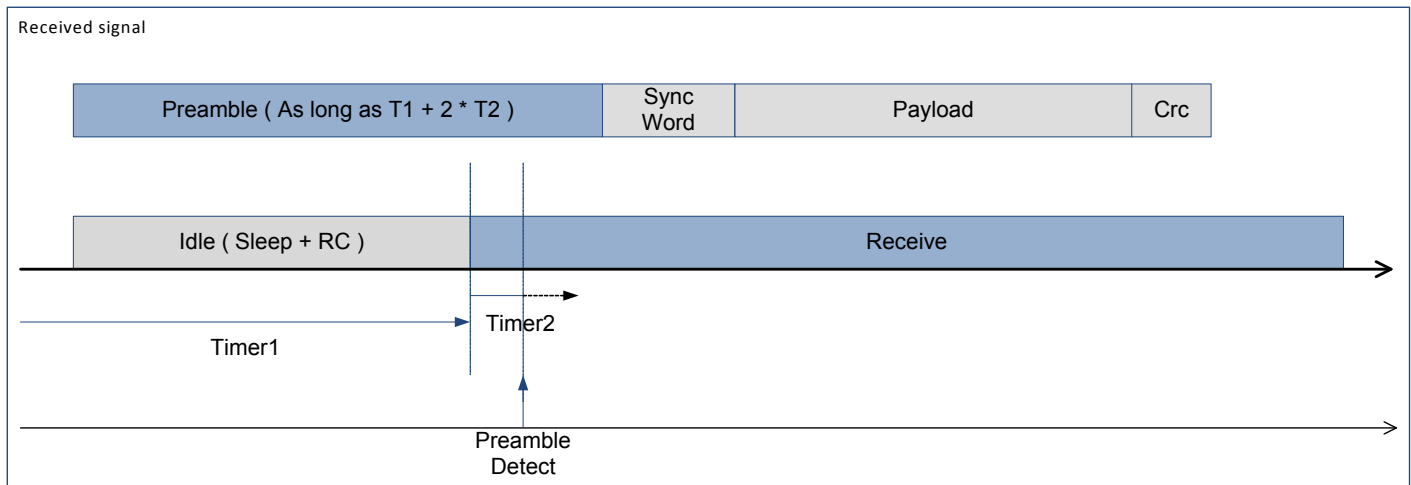 Received signal
Preamble ( As long as T1 + 2 * T2 )
Sync
Word
Payload
Crc
Idle ( Sleep + RC )
Receive
Timer2
Timer1
Preamble
Detect